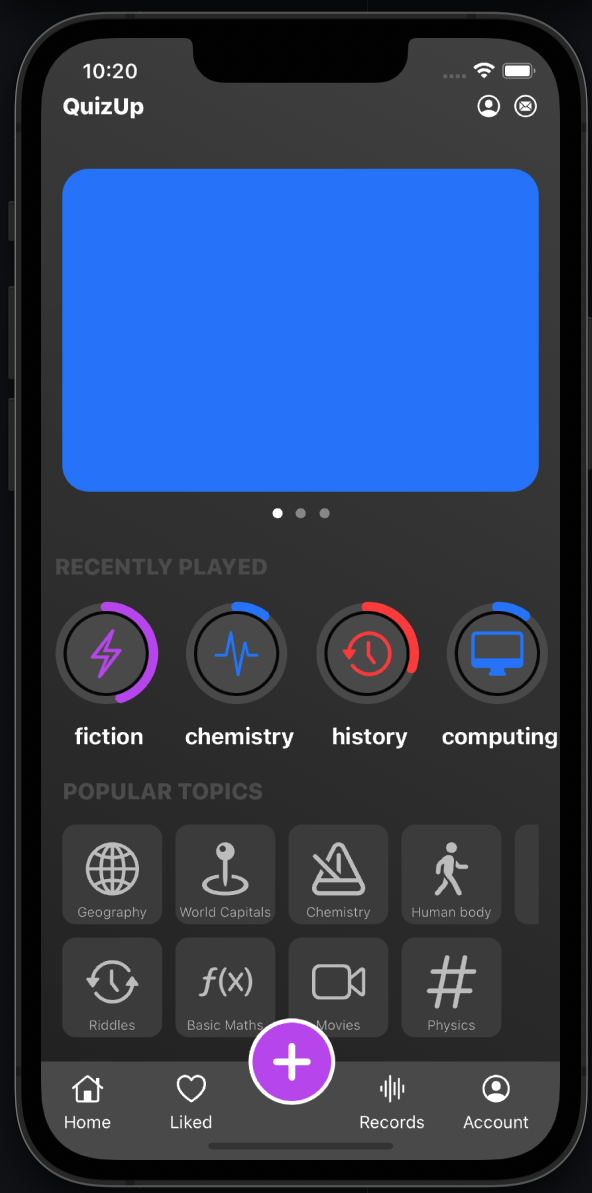 10:20
QuizUp
RECENTLY PLAYED
fiction chemistry history computing
POPULAR TOPICS
Geography World Capitals Chemistry Human body
f(x) #
Riddles Basic Maths Movies Physics
Home Liked Records Account